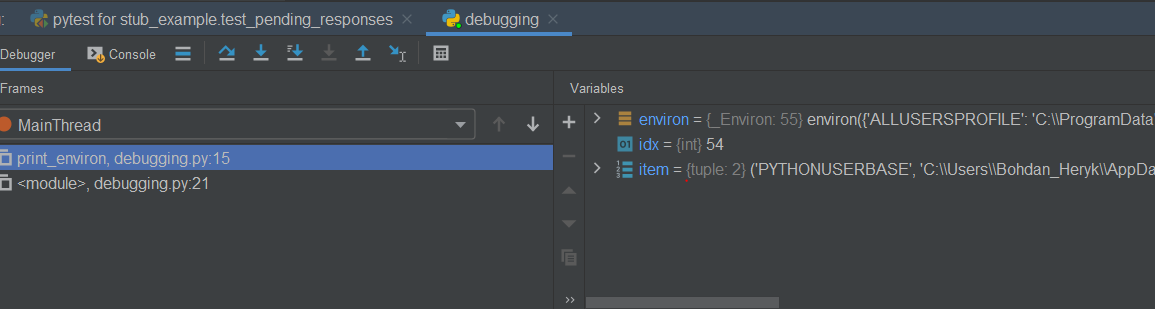 : pytest for stub_example.test_pending_responses debugging
Debugger Console
Frames Variables
MainThread
print_environ, debugging.py:15
<module>, debugging.py:21
environ = {_Environ: 55} environ({'ALLUSERSPROFILE': 'C:\\ProgramData
01 idx = {int} 54
item = {tuple: 2} ('PYTHONUSERBASE', 'C:\\Users\\Bohdan_Heryk\\AppDa